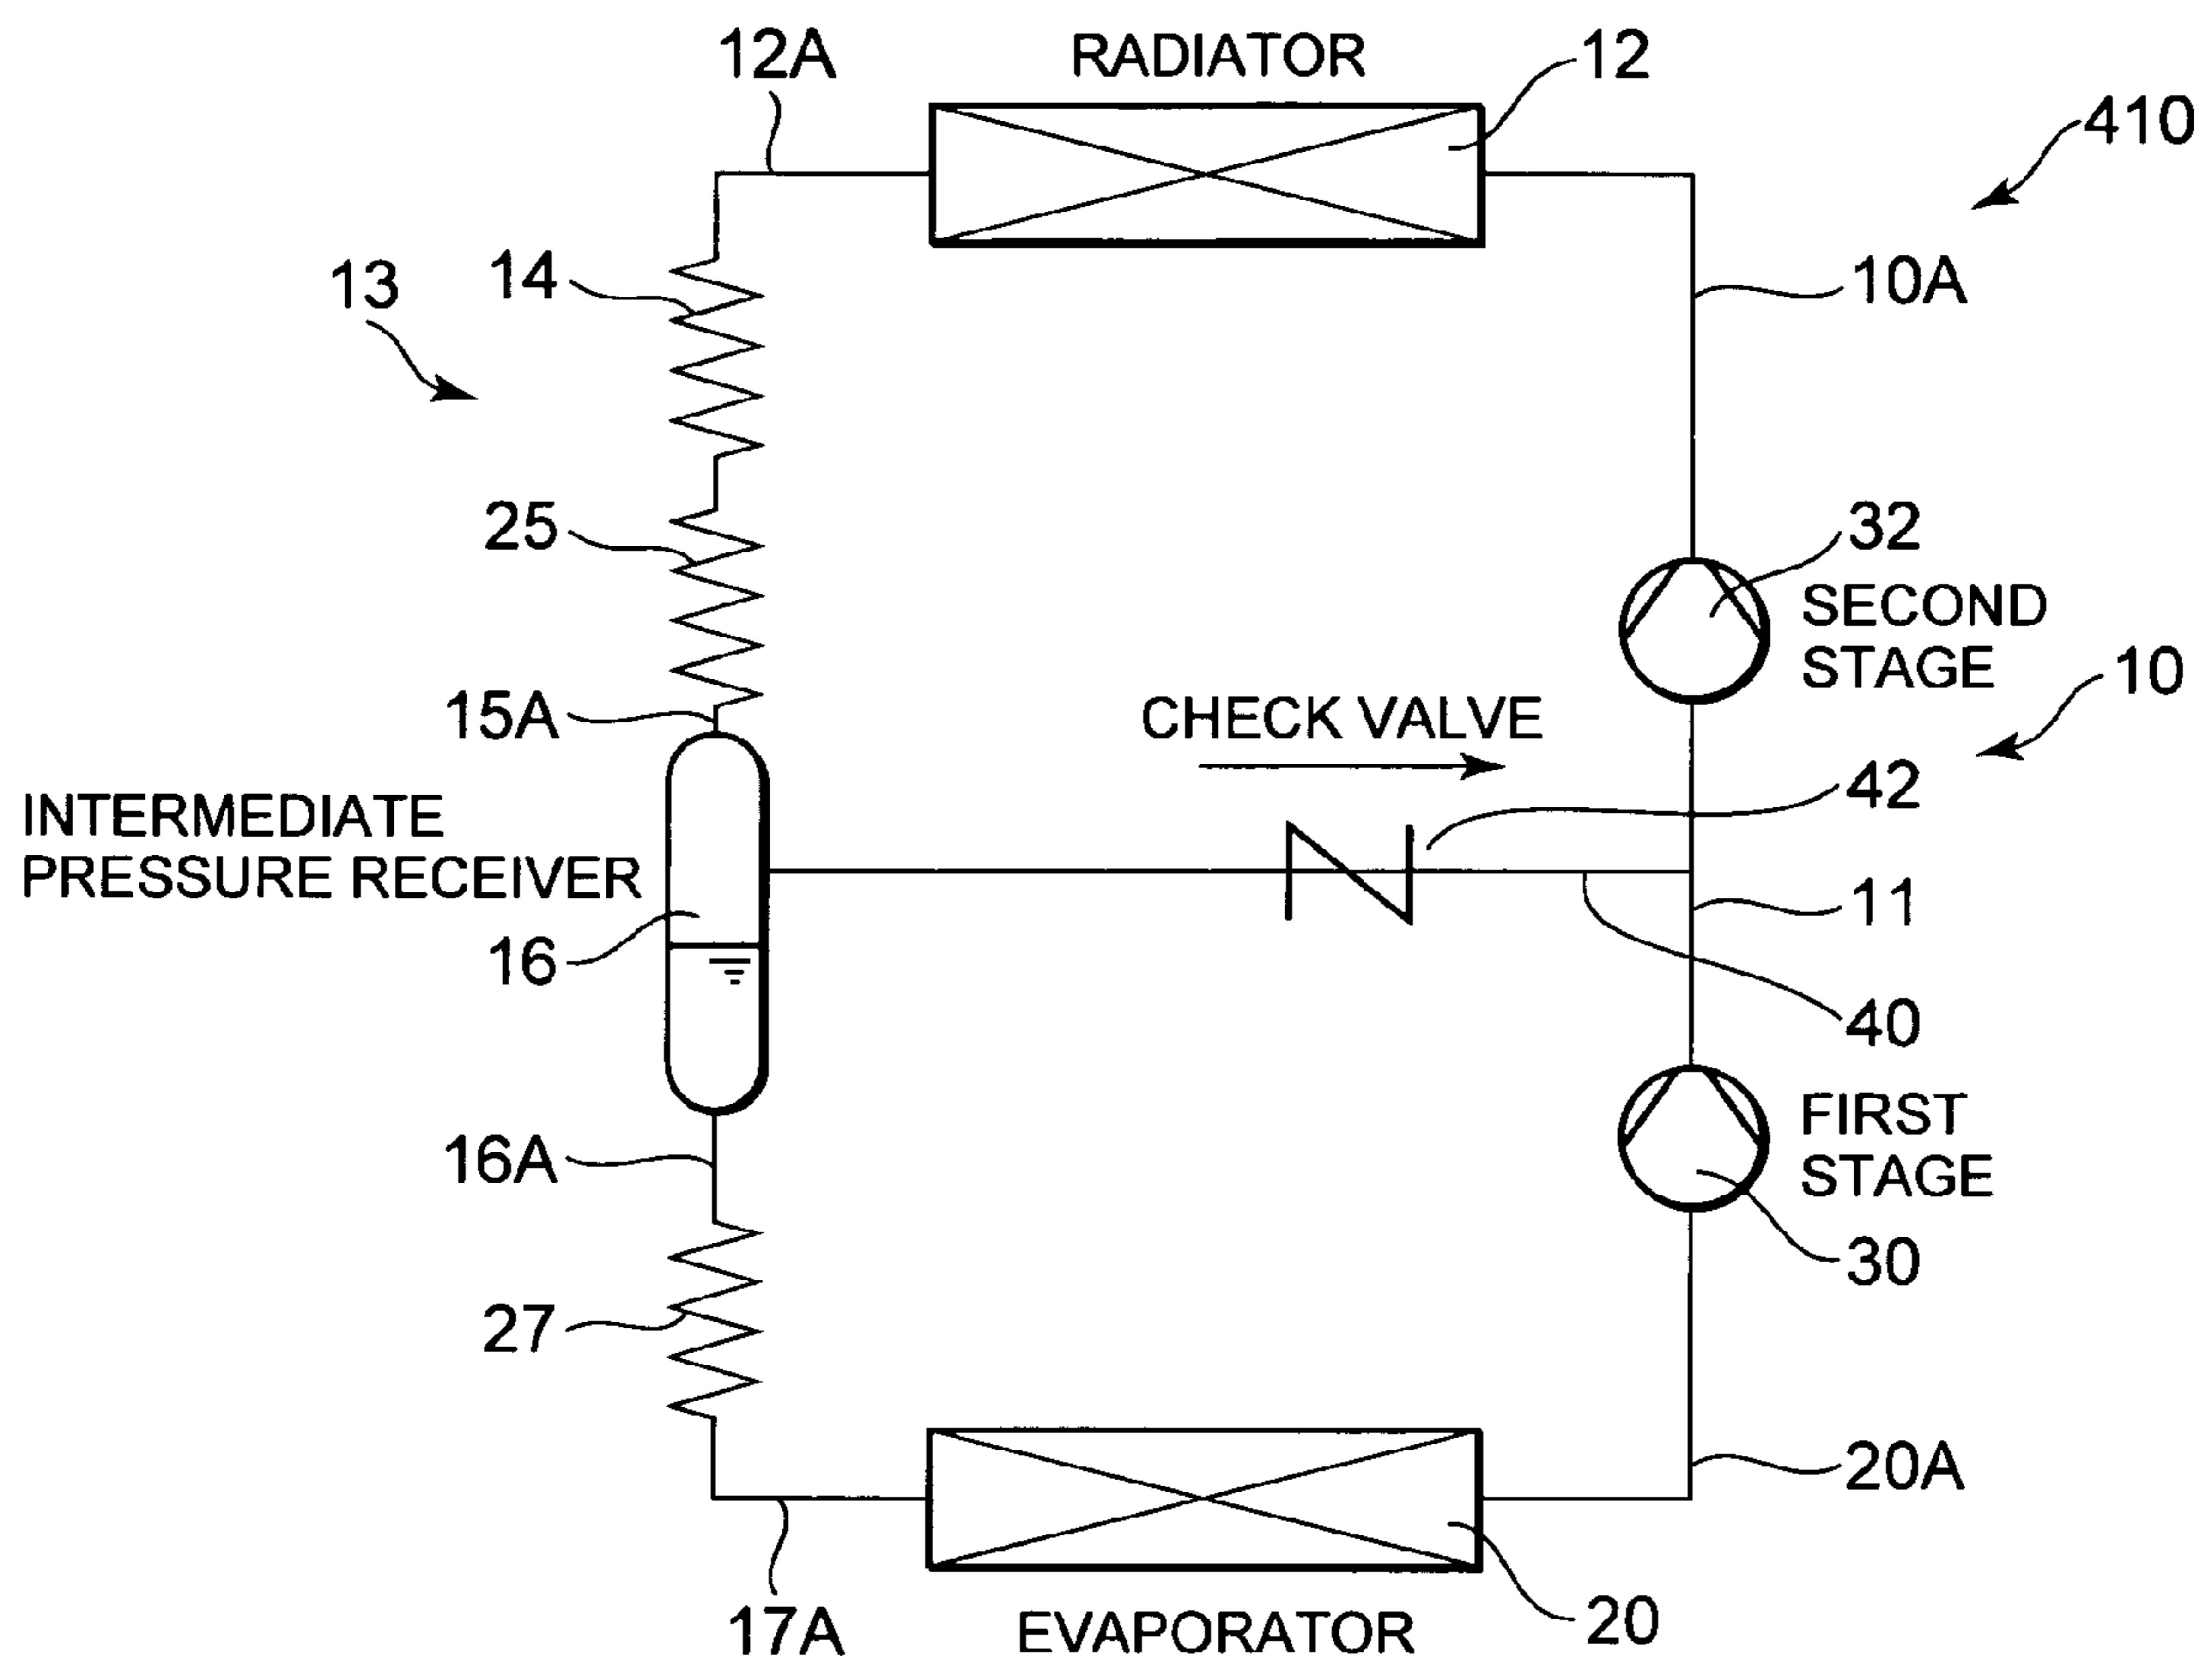 12A
RADIATOR
12
410
13
14
10A
25
32
SECOND
STAGE
10
15A
CHECK VALVE
42
INTERMEDIATE
PRESSURE RECEIVER
16
11
40
FIRST
STAGE
16A
30
27
20A
17A
EVAPORATOR
20